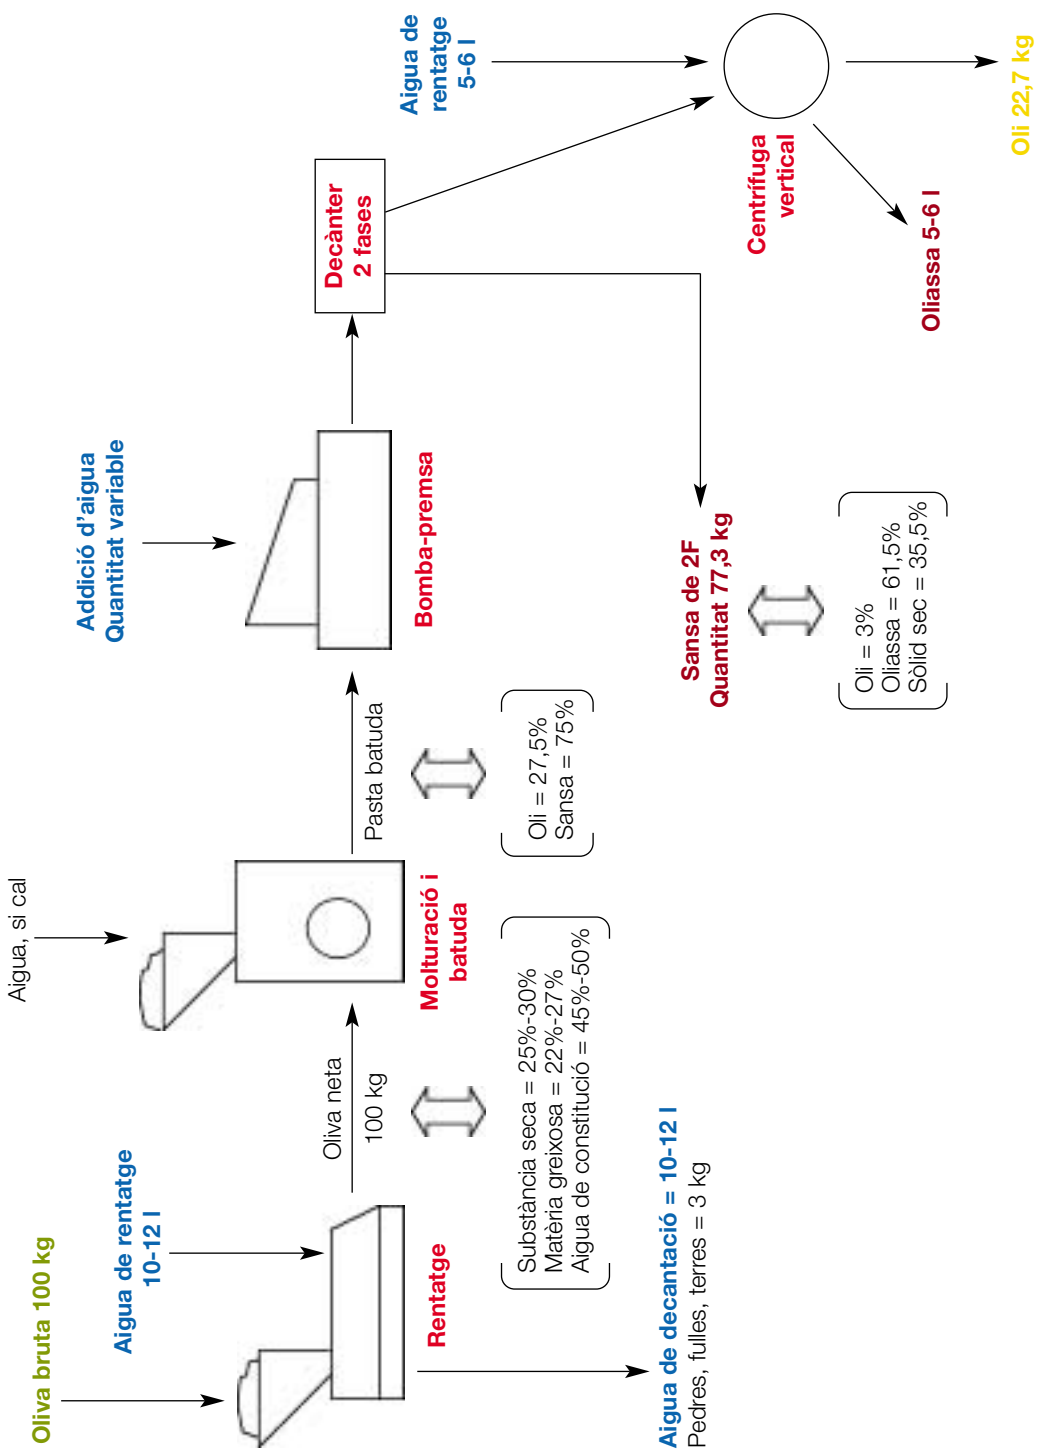 Oliva bruta 100 kg
Aigua de rentatge
10-12 l
Rentatge
Aigua de decantació = 10-12 l
Pedres, fulles, terres = 3 kg
Oliva neta
100 kg
Substància seca = 25%-30%
Matèria greixosa = 22%-27%
Aigua de constitució = 45%-50%
Aigua, si cal
Molturació i
batuda
Pasta batuda
Oli = 27,5%
Sansa = 75%
Addició d'aigua
Quantitat variable
Bomba-premsa
Decànter
2 fases
Sansa de 2F
Quantitat 77,3 kg
Oli = 3%
Oliassa = 61,5%
Sòlid sec = 35,5%
Aigua de
rentatge
5-6 l
Centrífuga
vertical
Oliassa 5-6 l
Oli 22,7 kg